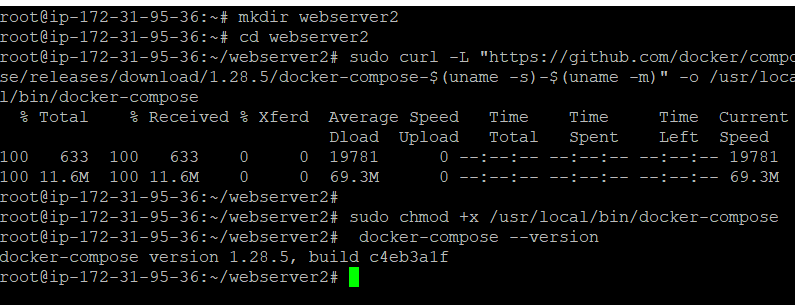 root@ip-172-31-95-36:~# mkdir webserver2
root@ip-172-31-95-36:~# cd webserver2
root@ip-172-31-95-36:~/webserver2# sudo curl -L "https://github.com/docker/compo
se/releases/download/1.28.5/docker-compose-$(uname -s)-$(uname -m)" -o /usr/loca
l/bin/docker-compose
  % Total    % Received % Xferd  Average Speed   Time    Time     Time  Current
                                 Dload  Upload   Total   Spent    Left  Speed
100   633  100   633    0     0  19781      0 --:--:-- --:--:-- --:--:-- 19781
100 11.6M  100 11.6M    0     0  69.3M      0 --:--:-- --:--:-- --:--:-- 69.3M
root@ip-172-31-95-36:~/webserver2#
root@ip-172-31-95-36:~/webserver2# sudo chmod +x /usr/local/bin/docker-compose
root@ip-172-31-95-36:~/webserver2#  docker-compose --version
docker-compose version 1.28.5, build c4eb3a1f
root@ip-172-31-95-36:~/webserver2#